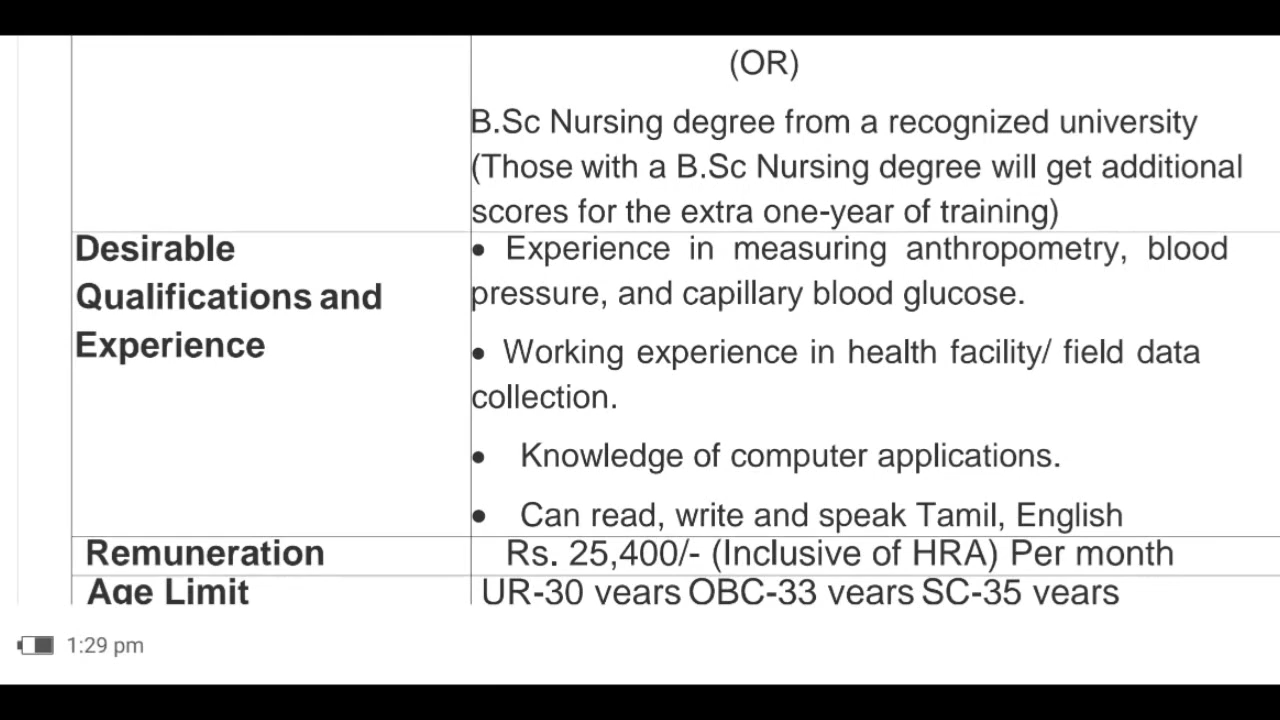 (OR)
B.Sc Nursing degree from a recognized university
(Those with a B.Sc Nursing degree will get additional
scores for the extra one-year of training)
Desirable
Qualifications and
Experience
• Experience in measuring anthropometry, blood
pressure, and capillary blood glucose.
• Working experience in health facility/ field data
collection.
• Knowledge of computer applications.
• Can read, write and speak Tamil, English
Remuneration
Rs. 25,400/- (Inclusive of HRA) Per month
Age Limit
UR-30 years OBC-33 years SC-35 years
1:29 pm